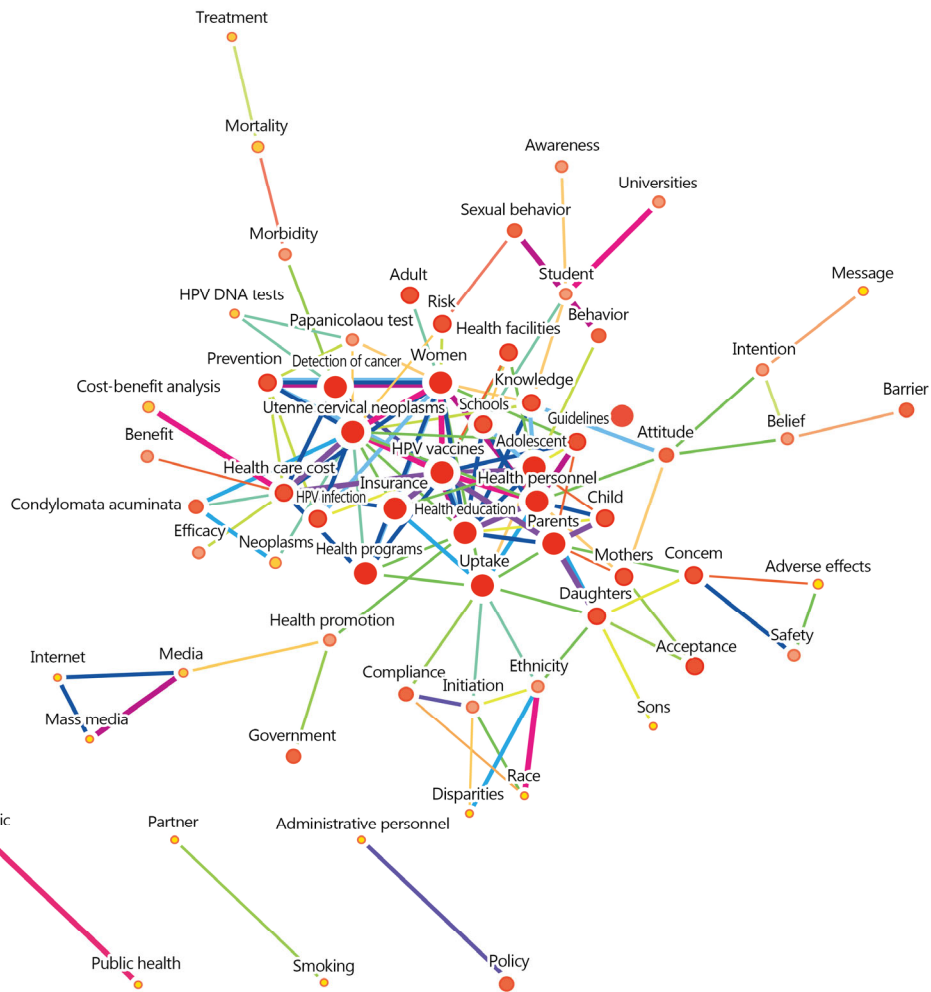 Treatment
Mortality
Awareness
Universities
Sexual behavior
Morbidity
Student
Message
Adult
HPV DNA tests
Risk
Behavior
Papanicolaou test
Health facilities
Intention
Prevention
Detection of cancer
Women
Cost-benefit analysis
Knowledge
Barrier
Utenne cervical neoplasms
Schools
Guidelines
Belief
Benefit
Adolescent
Attitude
HPV vaccines
Health care cost
Health personnel
Insurance
HPV infection
Child
Condylomata acuminata
Health education
Parents
Efficacy
Neoplasms
Health programs
Mothers
Concem
Uptake
Adverse effects
Daughters
Health promotion
Safety
Acceptance
Internet
Media
Ethnicity
Compliance
Initiation
Sons
Mass media
Government
Race
Disparities
ic
Partner
Administrative personnel
Public health
Smoking
Policy